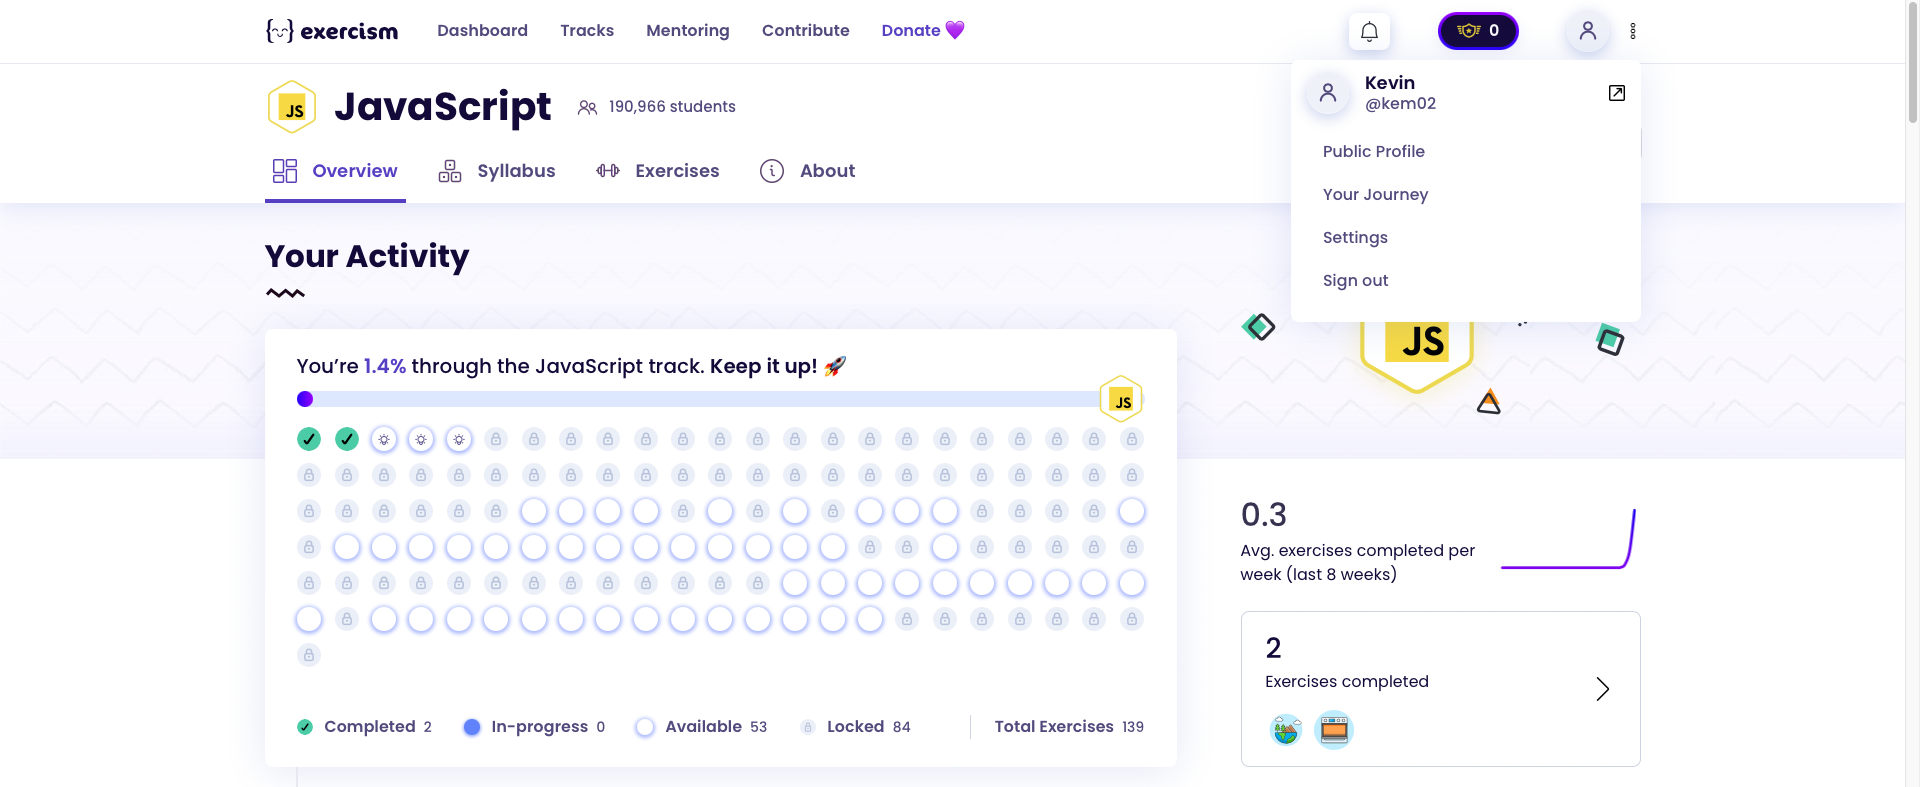 exercism
Dashboard
Tracks
Mentoring
Contribute
Donate 💜
0
JS
JavaScript
190,966 students
Kevin
@kem02
Public Profile
Your Journey
Settings
Sign out
Overview
Syllabus
Exercises
About
Your Activity
JS
You’re 1.4% through the JavaScript track. Keep it up! 🚀
JS
0.3
Avg. exercises completed per
week (last 8 weeks)
2
Exercises completed
Completed 2
In-progress 0
Available 53
Locked 84
Total Exercises 139